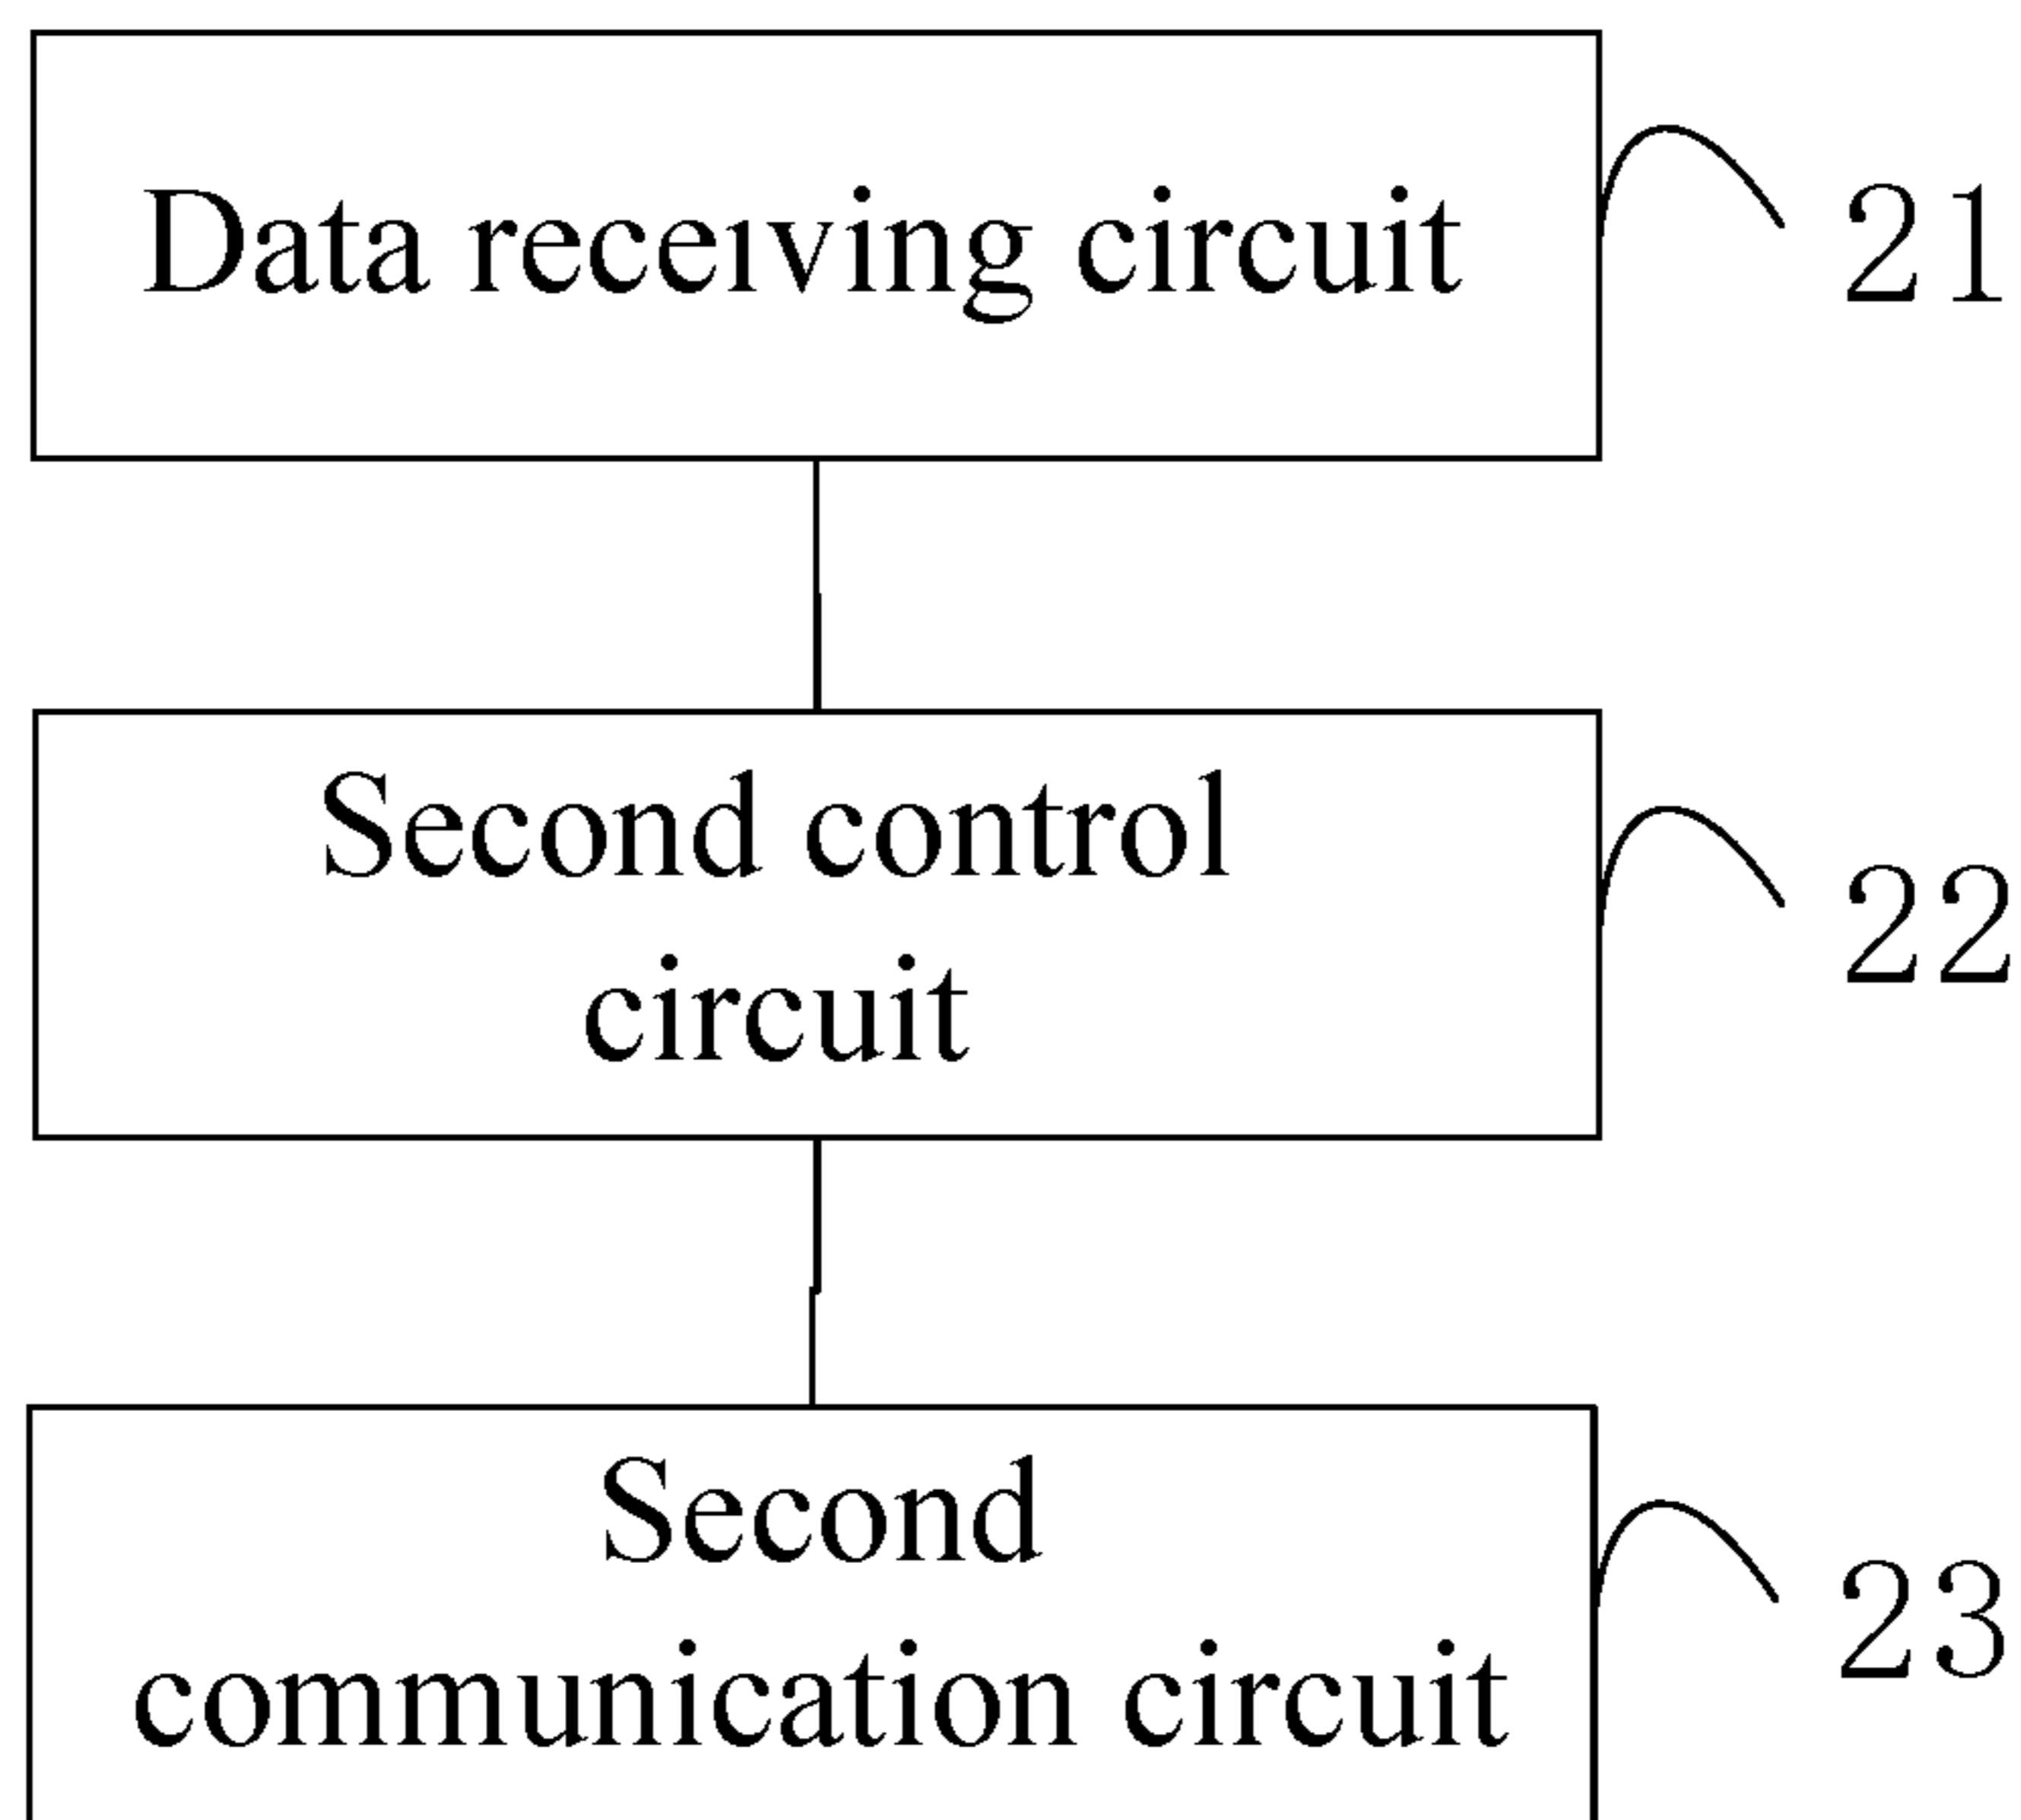 Data receiving circuit
21
Second control
circuit
22
Second
communication circuit
23